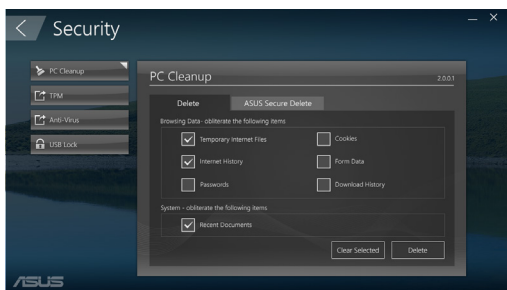 Security
PC Cleanup
TPM
Anti-Virus
USB Lock
PC Cleanup
2.0.0.1
Delete
ASUS Secure Delete
Browsing Data- obliterate the following items
Temporary Internet Files
Cookies
Internet History
Form Data
Passwords
Download History
System - obliterate the following items
Recent Documents
Clear Selected
Delete
ASUS